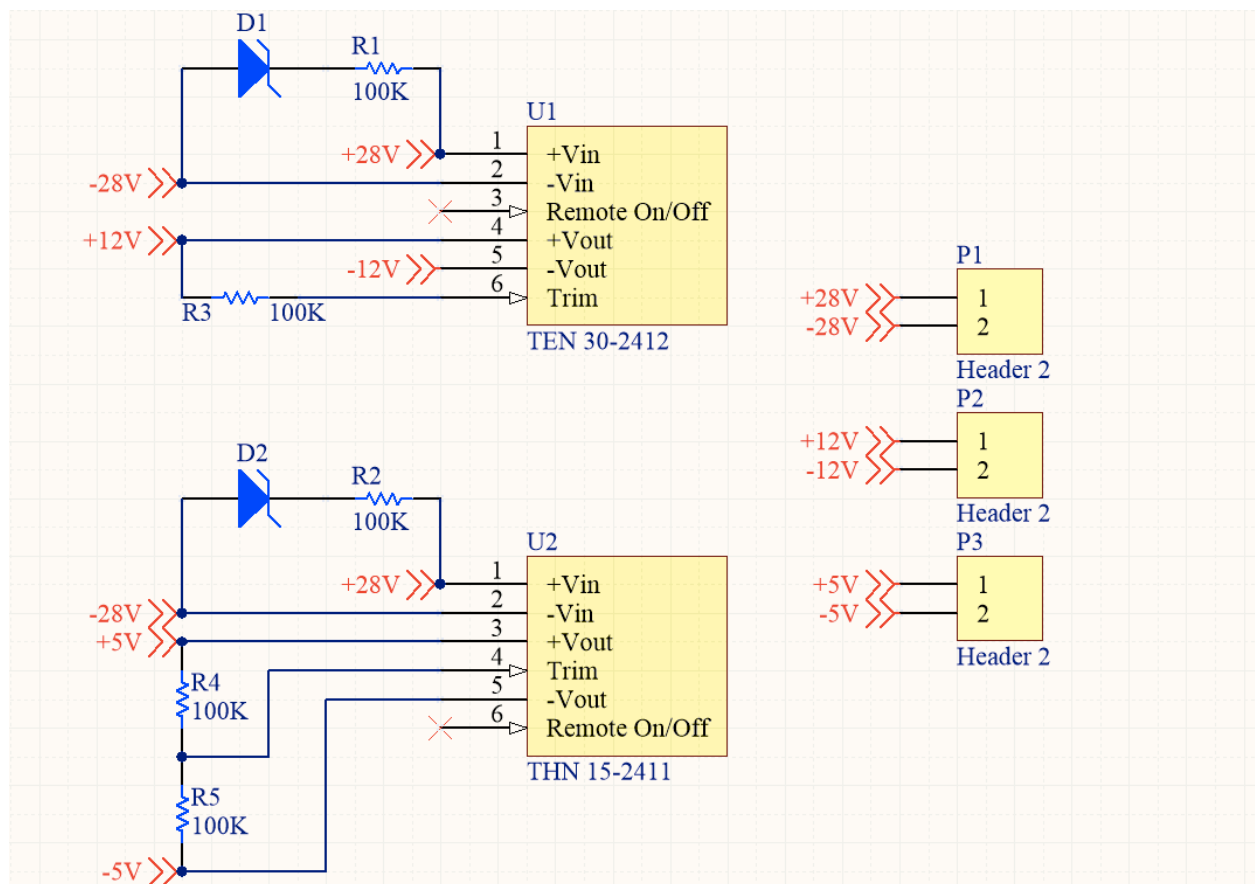 D1
R1
100K
U1
+28V
1
+Vin
-28V
2
-Vin
3
Remote On/Off
+12V
4
+Vout
-12V
5
-Vout
6
Trim
R3
100K
TEN 30-2412
P1
+28V
1
-28V
2
Header 2
P2
+12V
1
-12V
2
Header 2
D2
R2
100K
U2
+28V
1
+Vin
-28V
2
-Vin
+5V
3
+Vout
4
Trim
R4
100K
5
-Vout
6
Remote On/Off
THN 15-2411
R5
100K
-5V
P3
+5V
1
-5V
2
Header 2